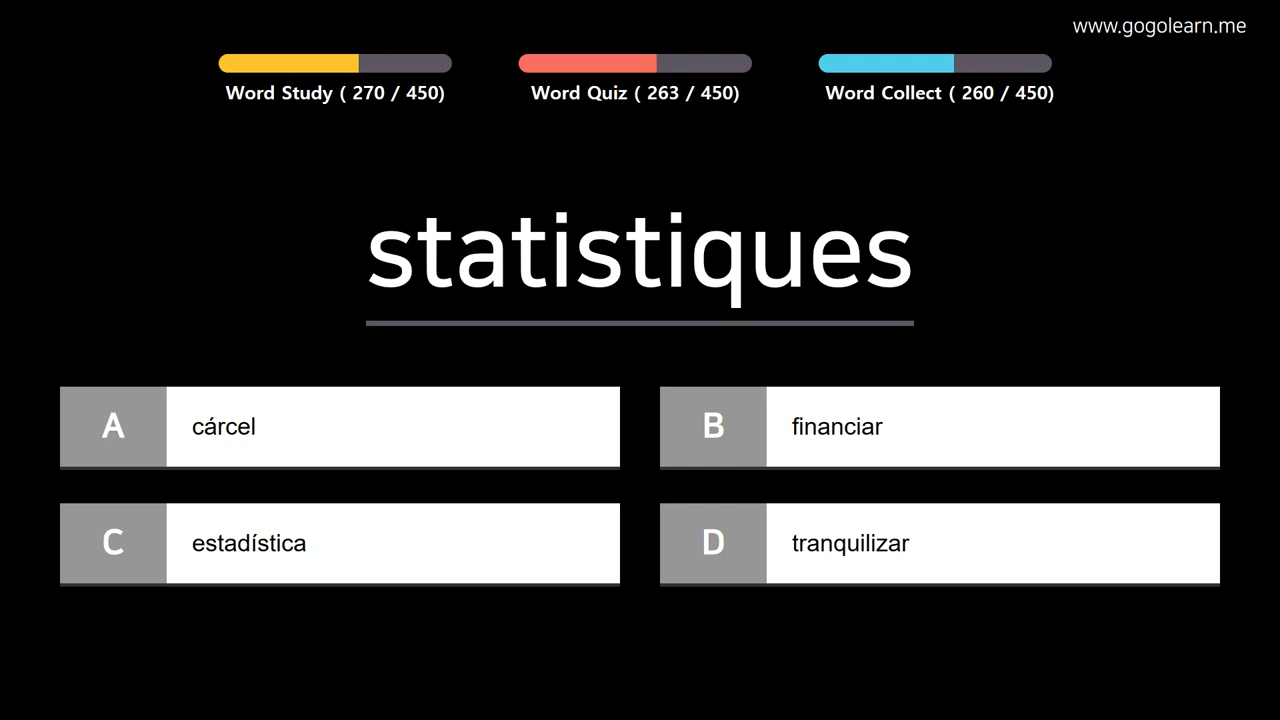 www.gogolearn.me
Word Study ( 270 / 450)
Word Quiz ( 263 / 450)
Word Collect ( 260 / 450)
statistiques
A
cárcel
B
financiar
C
estadística
D
tranquilizar